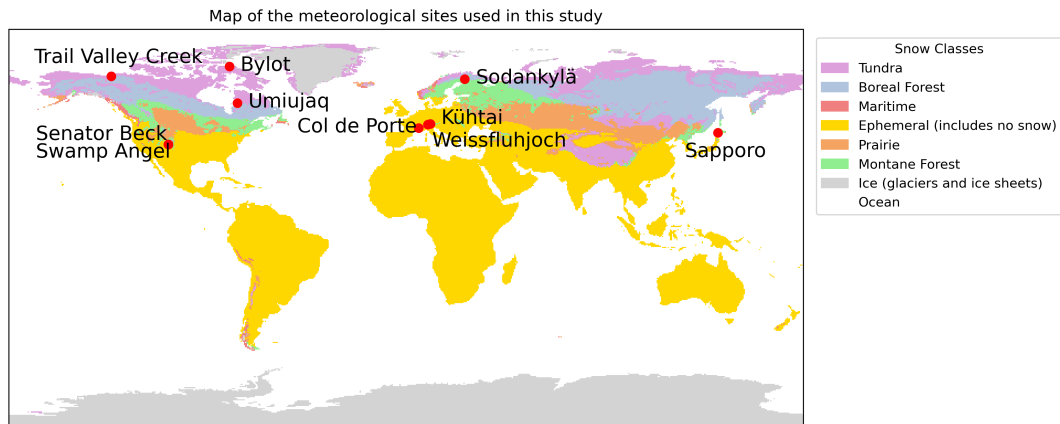 Map of the meteorological sites used in this study
Trail Valley Creek
Bylot
Sodankylä
Umiujaq
Kühtai
Col de Porte
Senator Beck
Weissfluhjoch
Swamp Angel
Sapporo
Snow Classes
Tundra
Boreal Forest
Maritime
Ephemeral (includes no snow)
Prairie
Montane Forest
Ice (glaciers and ice sheets)
Ocean